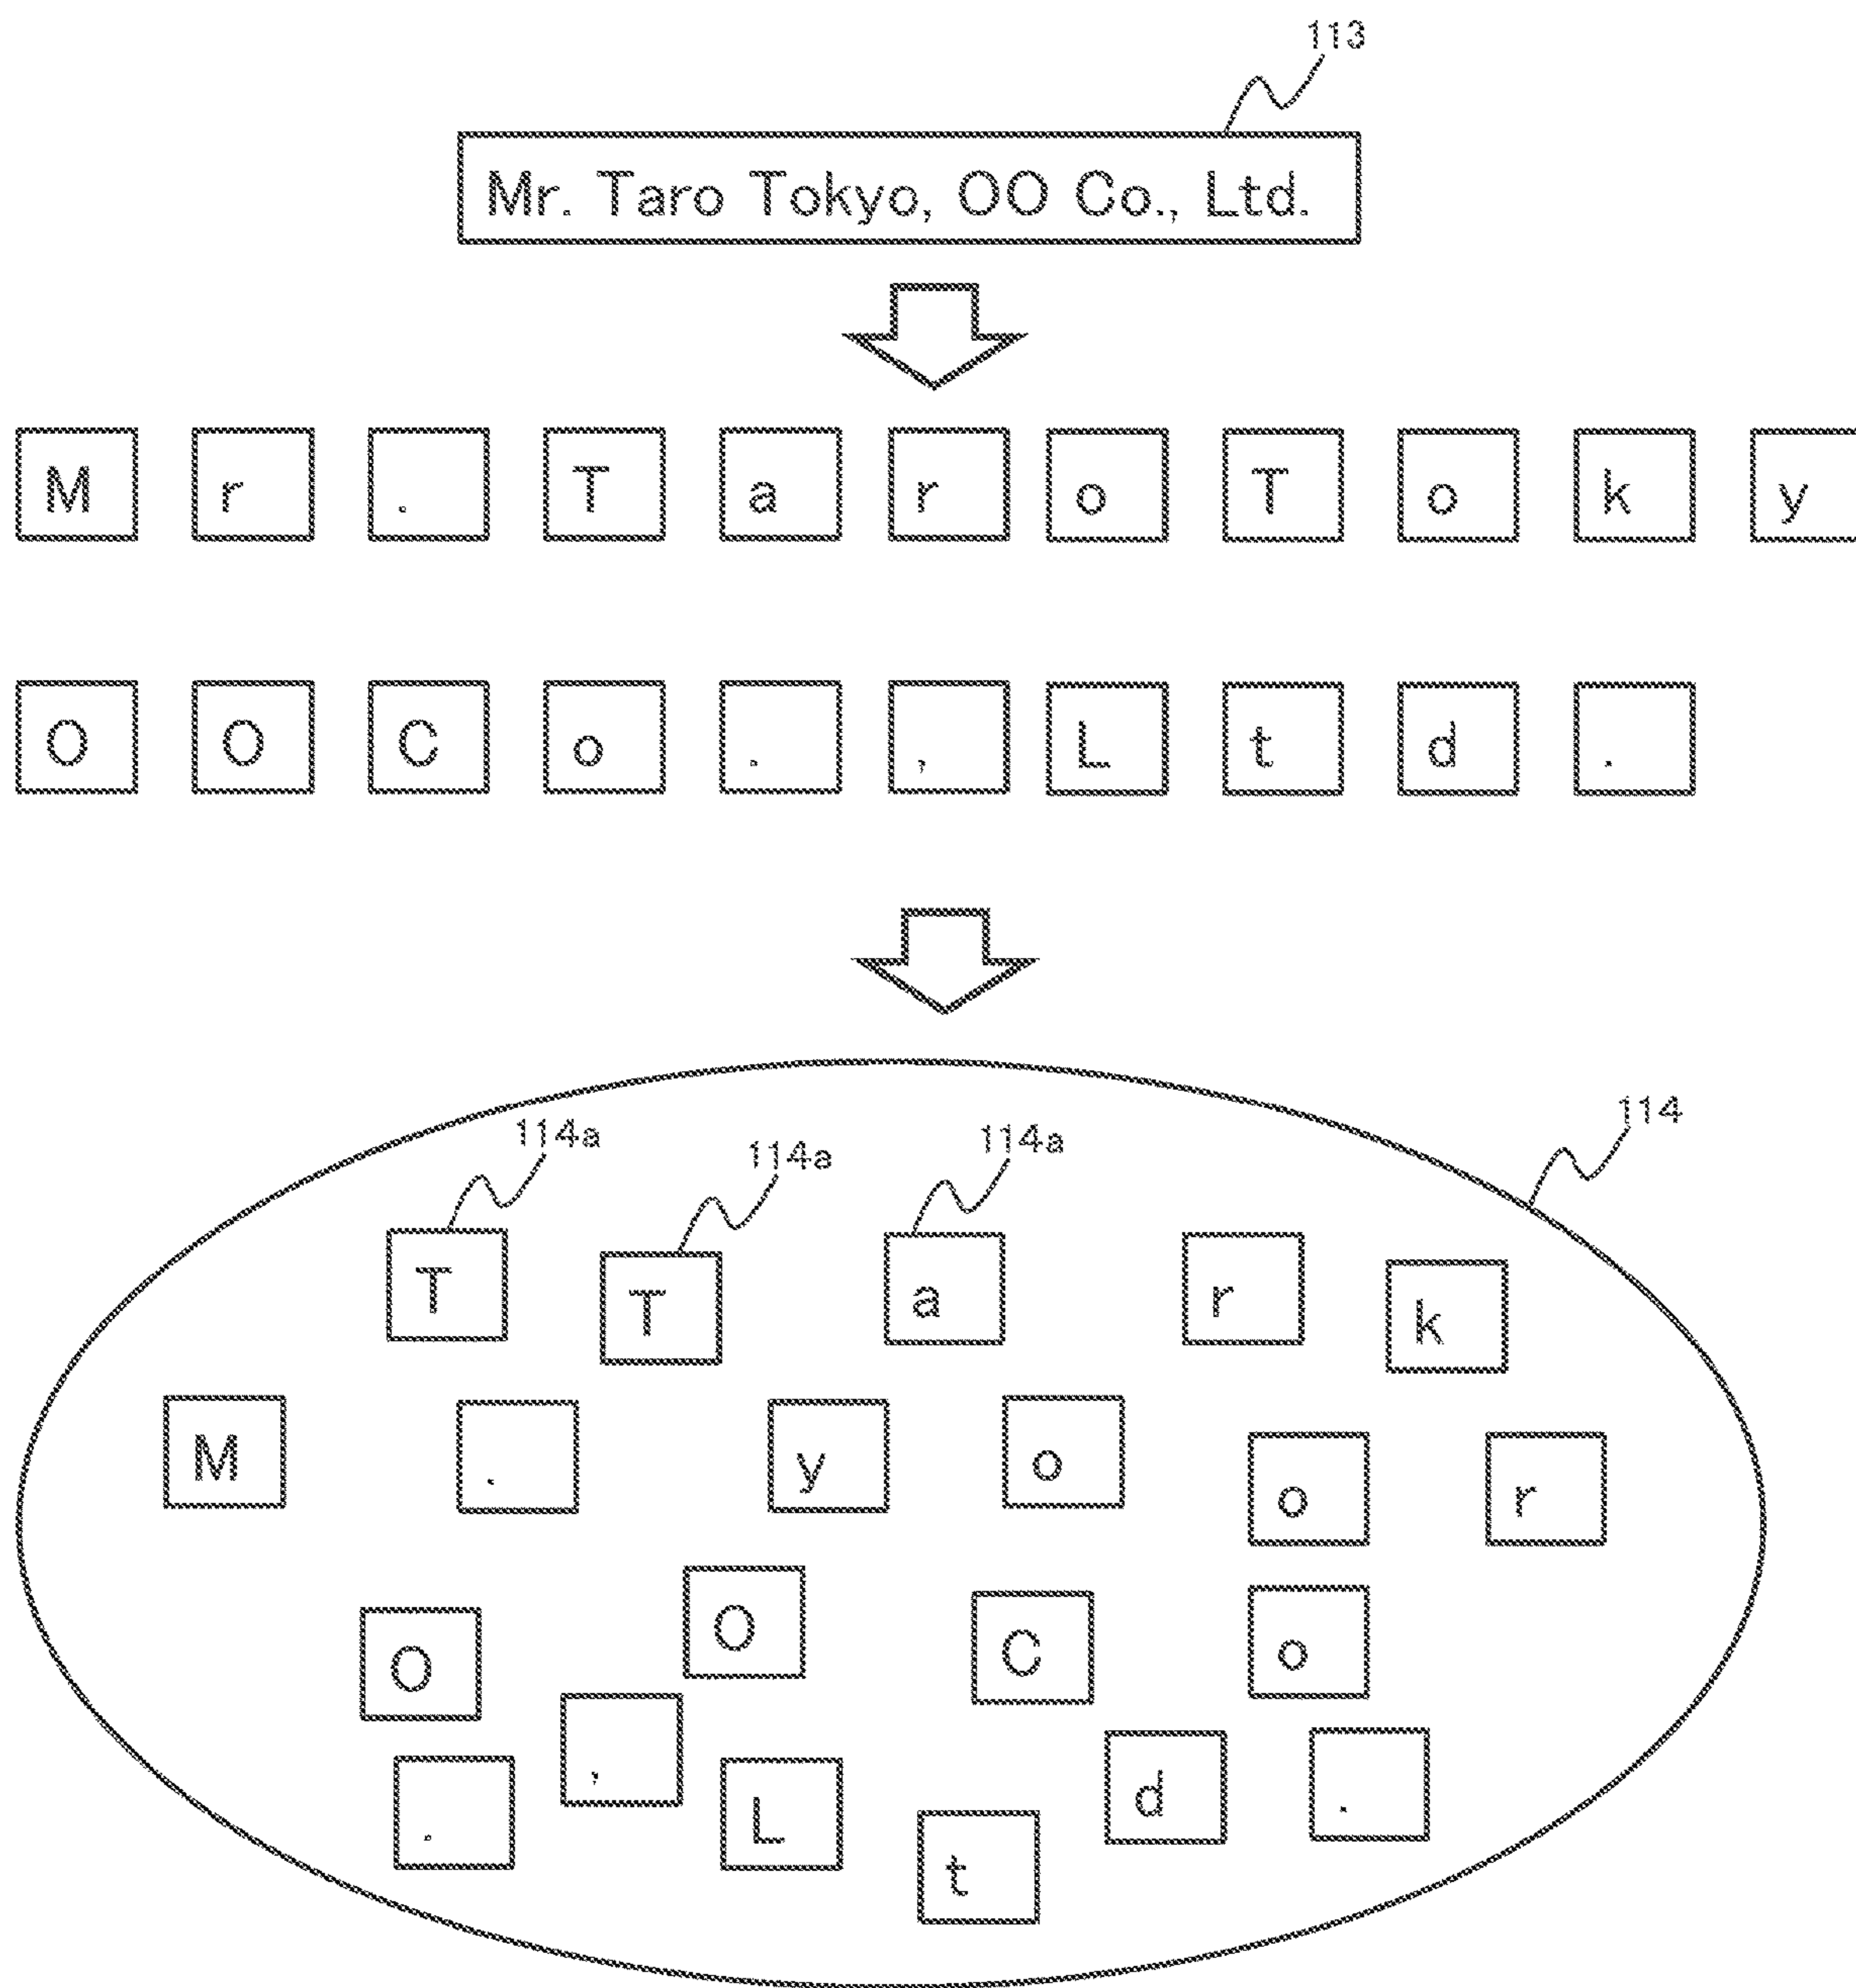 113
Mr. Taro Tokyo, OO Co., Ltd.
M r . T a r o T o k y
O O C o . , L t d .
114
114a 114a 114a
T T a r k
M . y o o r
O O C o
. , L t d .